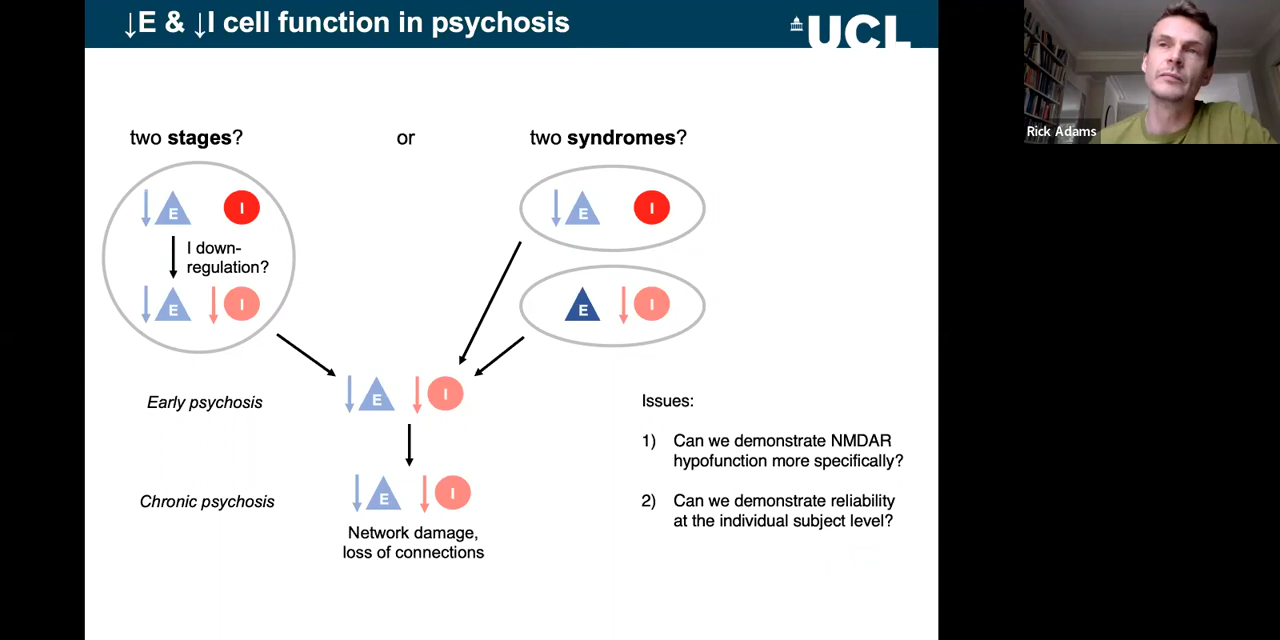 ↓E & ↓I cell function in psychosis
UCL
Rick Adams
two stages?
or
two syndromes?
E I
I down-
regulation?
E I
E I
E I
Early psychosis
E I
Chronic psychosis
E I
Network damage,
loss of connections
Issues:
1) Can we demonstrate NMDAR
hypofunction more specifically?
2) Can we demonstrate reliability
at the individual subject level?